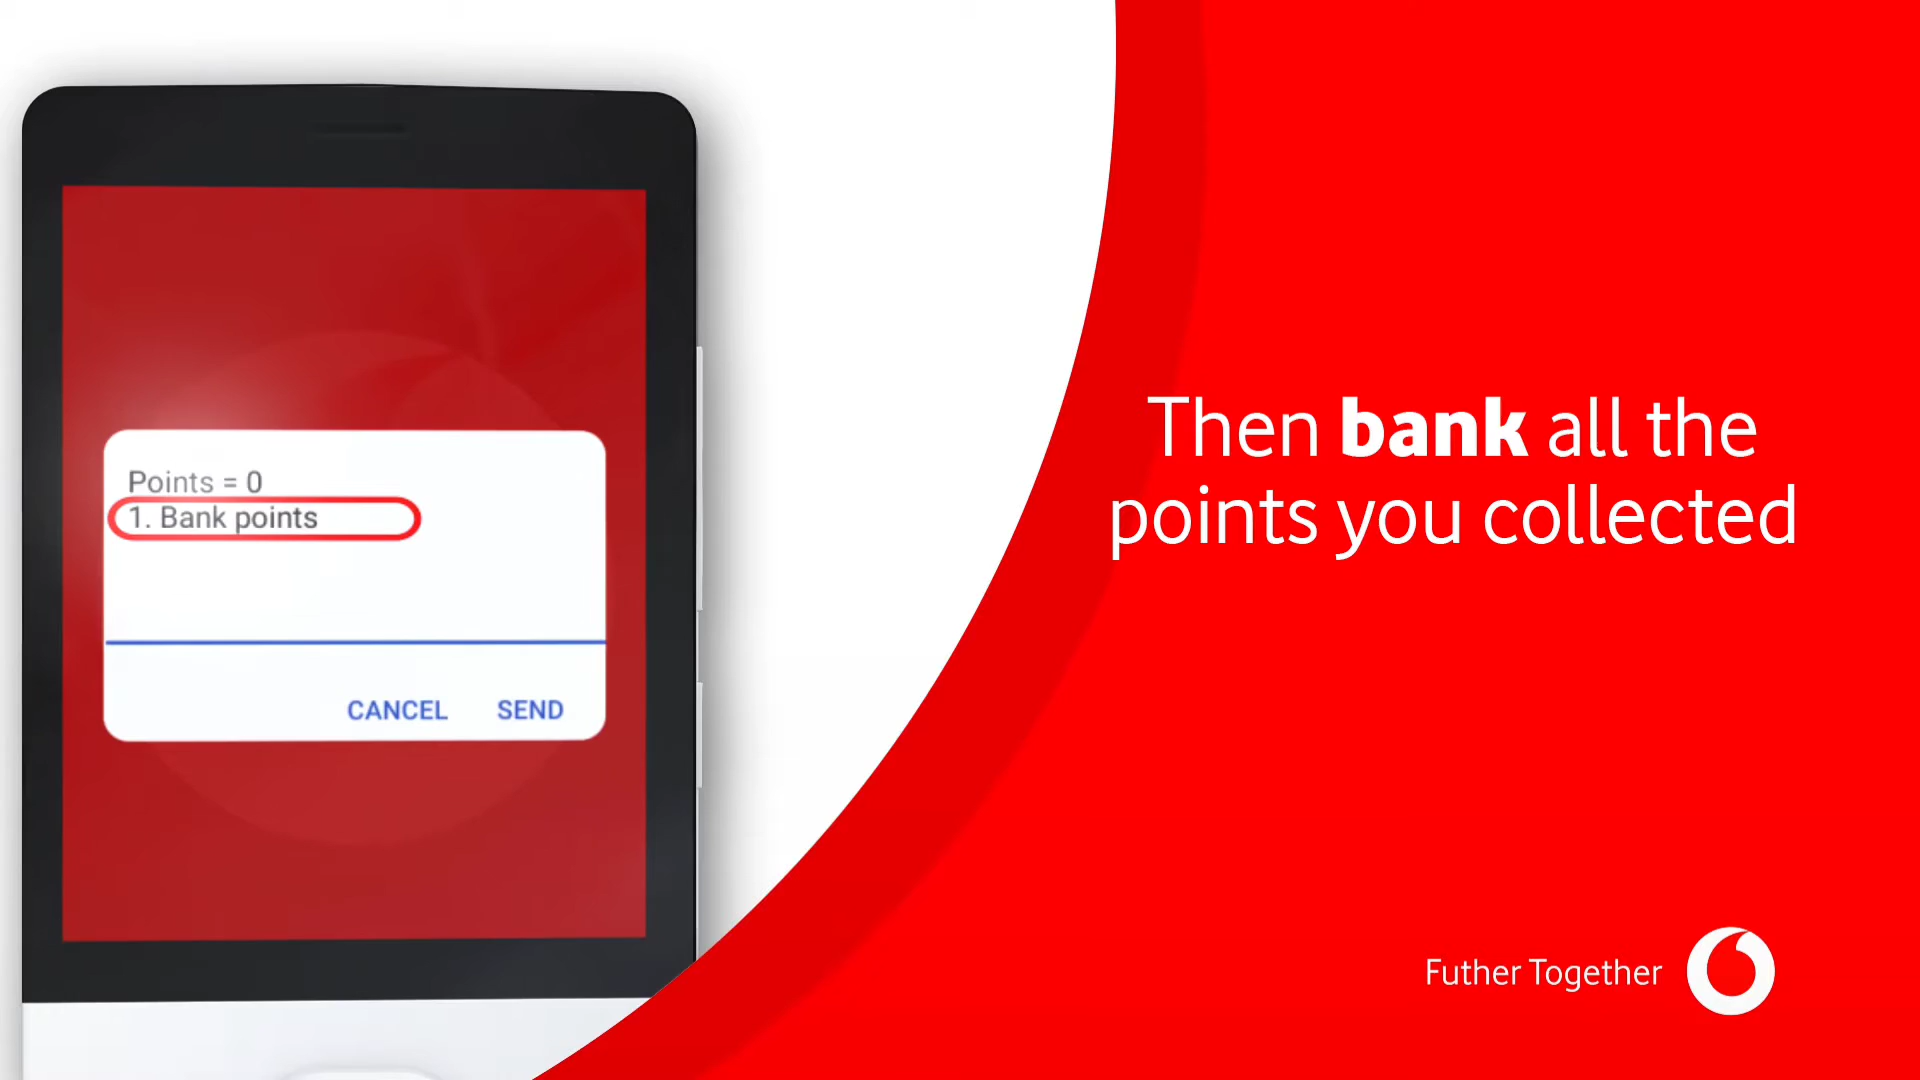 Points = 0
1. Bank points
CANCEL SEND
Then bank all the
points you collected
Futher Together